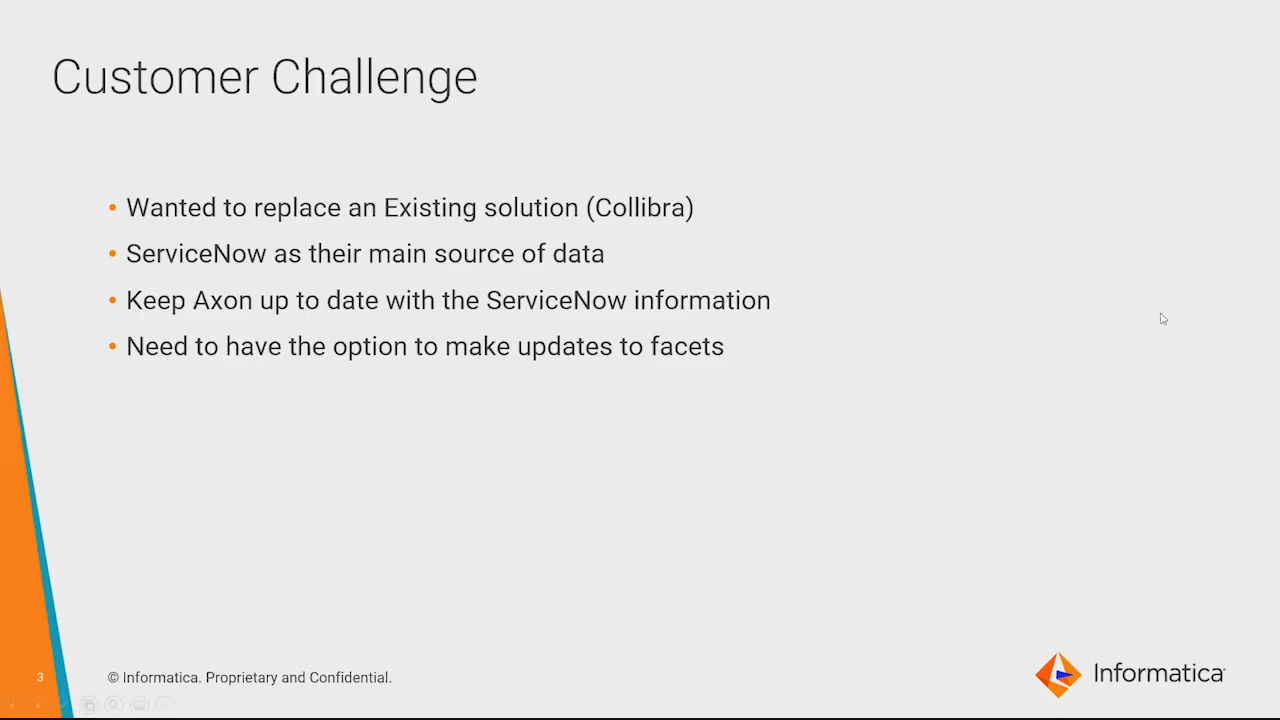 Customer Challenge
• Wanted to replace an Existing solution (Collibra)
• ServiceNow as their main source of data
• Keep Axon up to date with the ServiceNow information
• Need to have the option to make updates to facets
3
© Informatica. Proprietary and Confidential.
Informatica